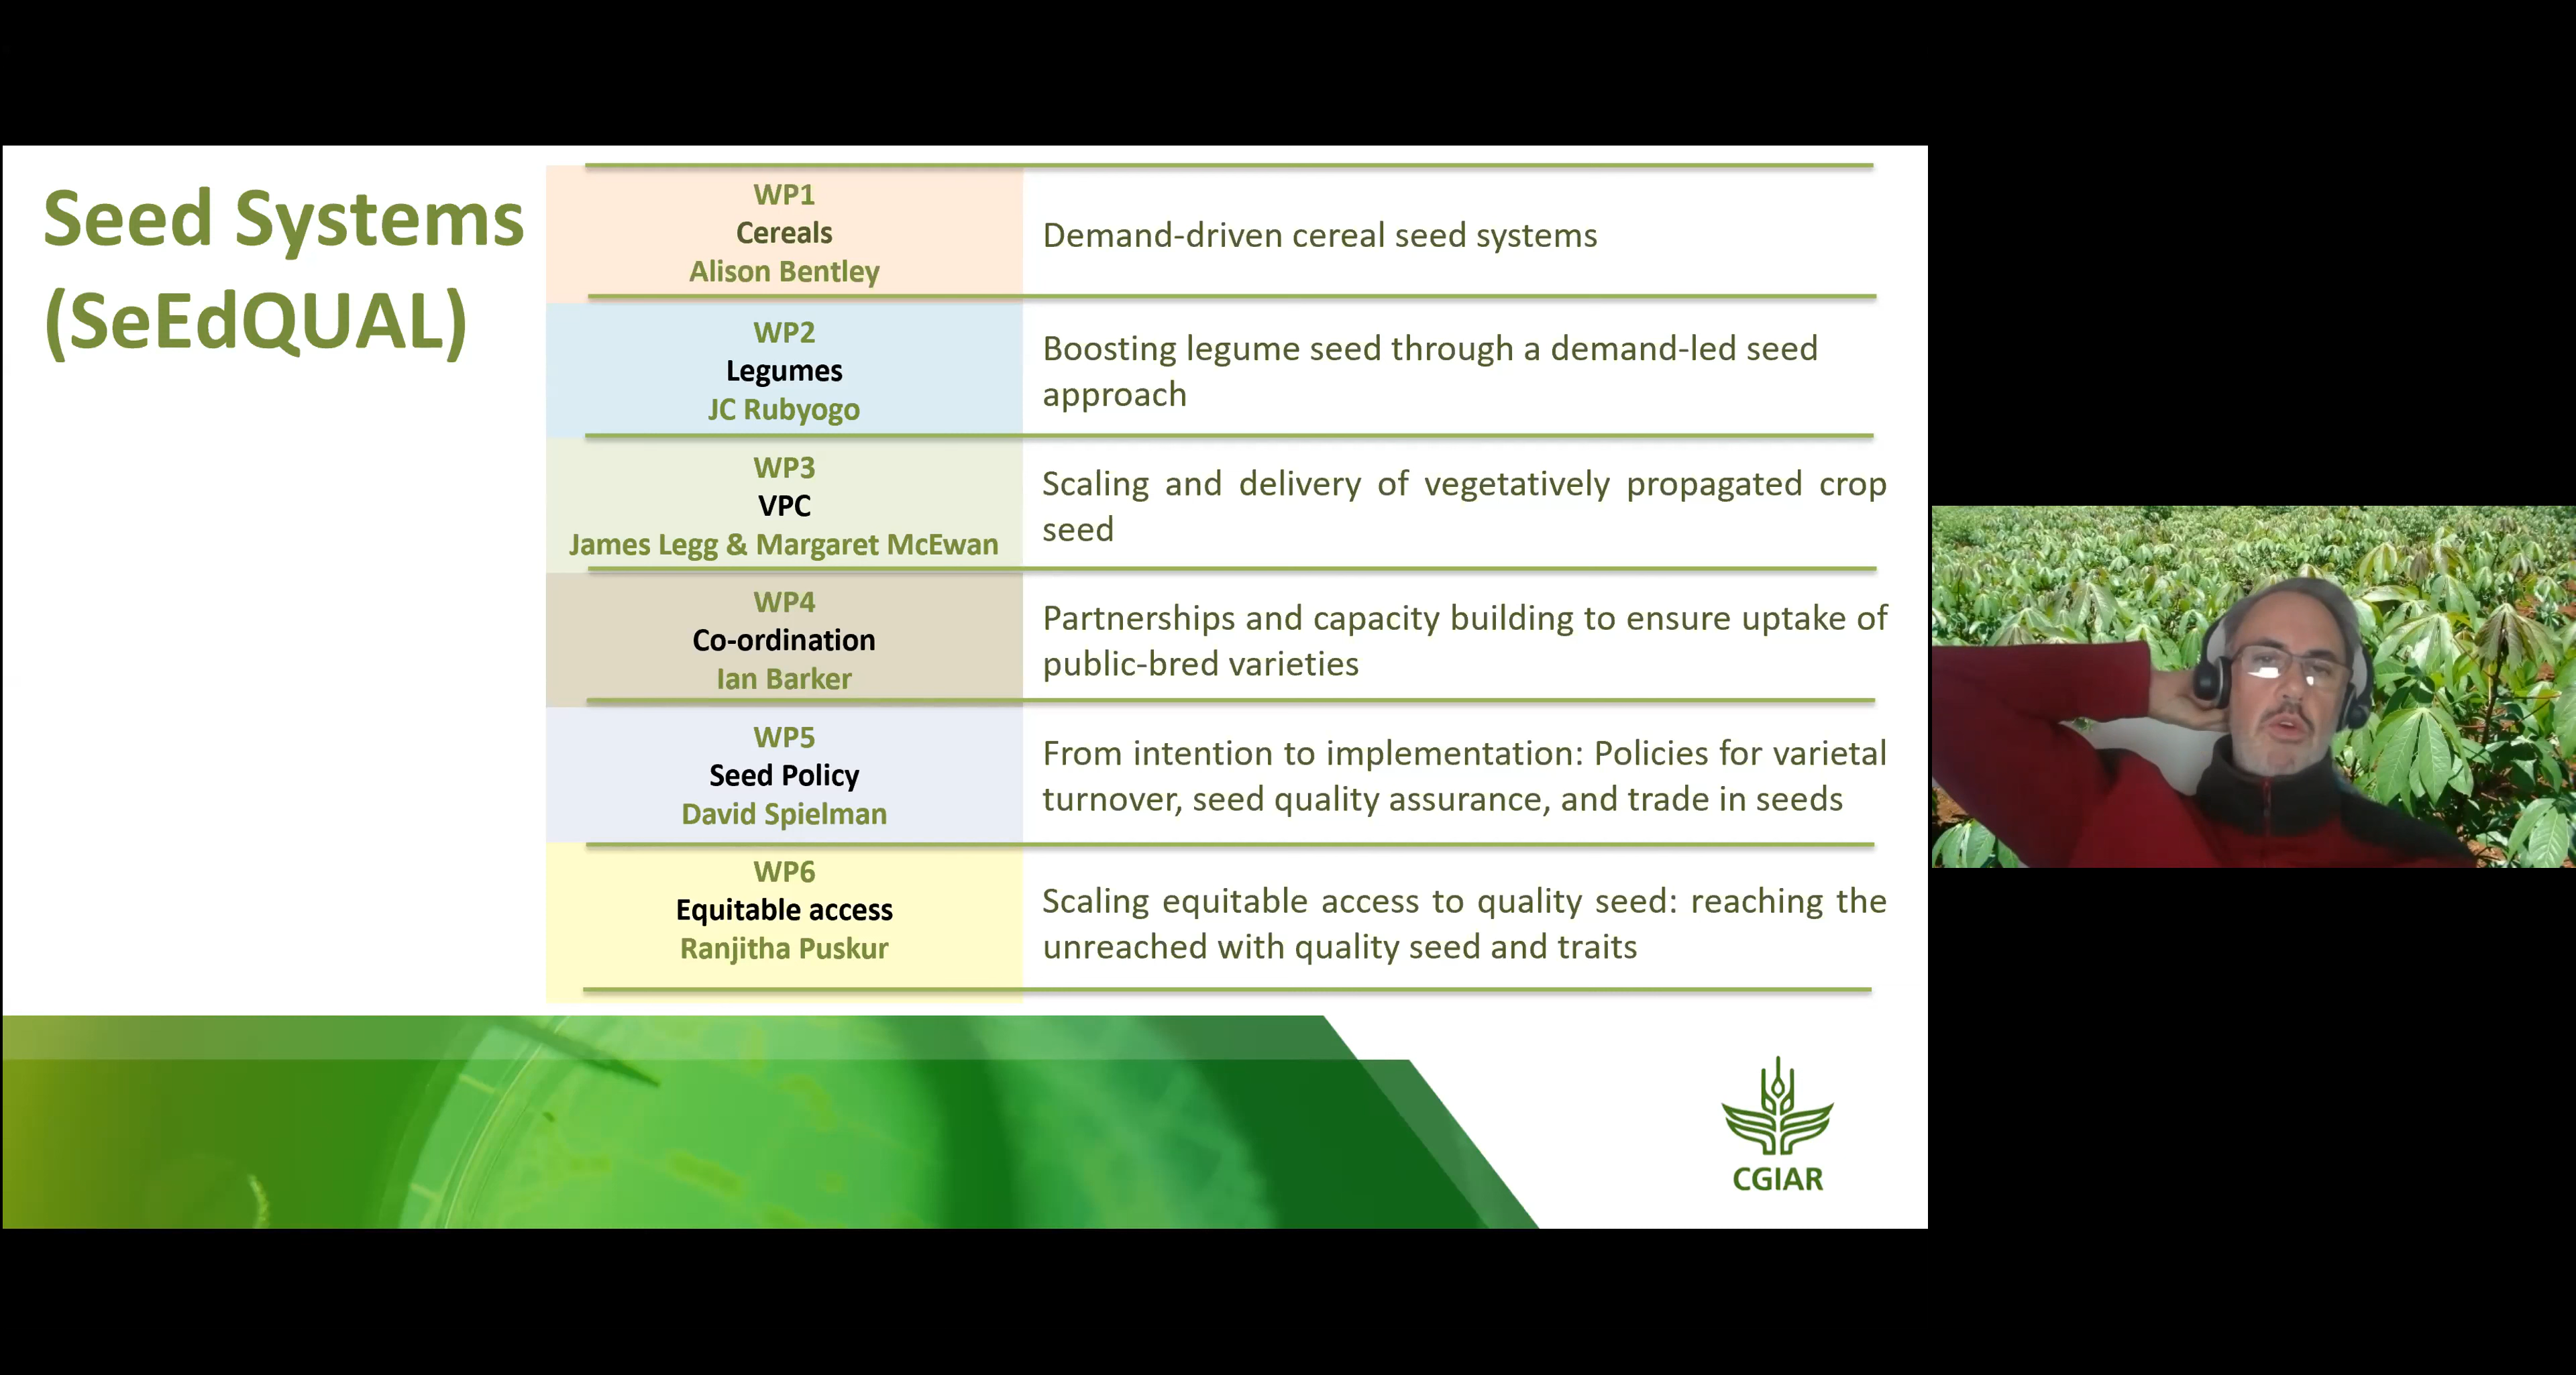 Seed Systems
(SeEdQUAL)
WP1
Cereals
Alison Bentley
Demand-driven cereal seed systems
WP2
Legumes
JC Rubyogo
Boosting legume seed through a demand-led seed
approach
WP3
VPC
James Legg & Margaret McEwan
Scaling and delivery of vegetatively propagated crop
seed
WP4
Co-ordination
Ian Barker
Partnerships and capacity building to ensure uptake of
public-bred varieties
WP5
Seed Policy
David Spielman
From intention to implementation: Policies for varietal
turnover, seed quality assurance, and trade in seeds
WP6
Equitable access
Ranjitha Puskur
Scaling equitable access to quality seed: reaching the
unreached with quality seed and traits
CGIAR